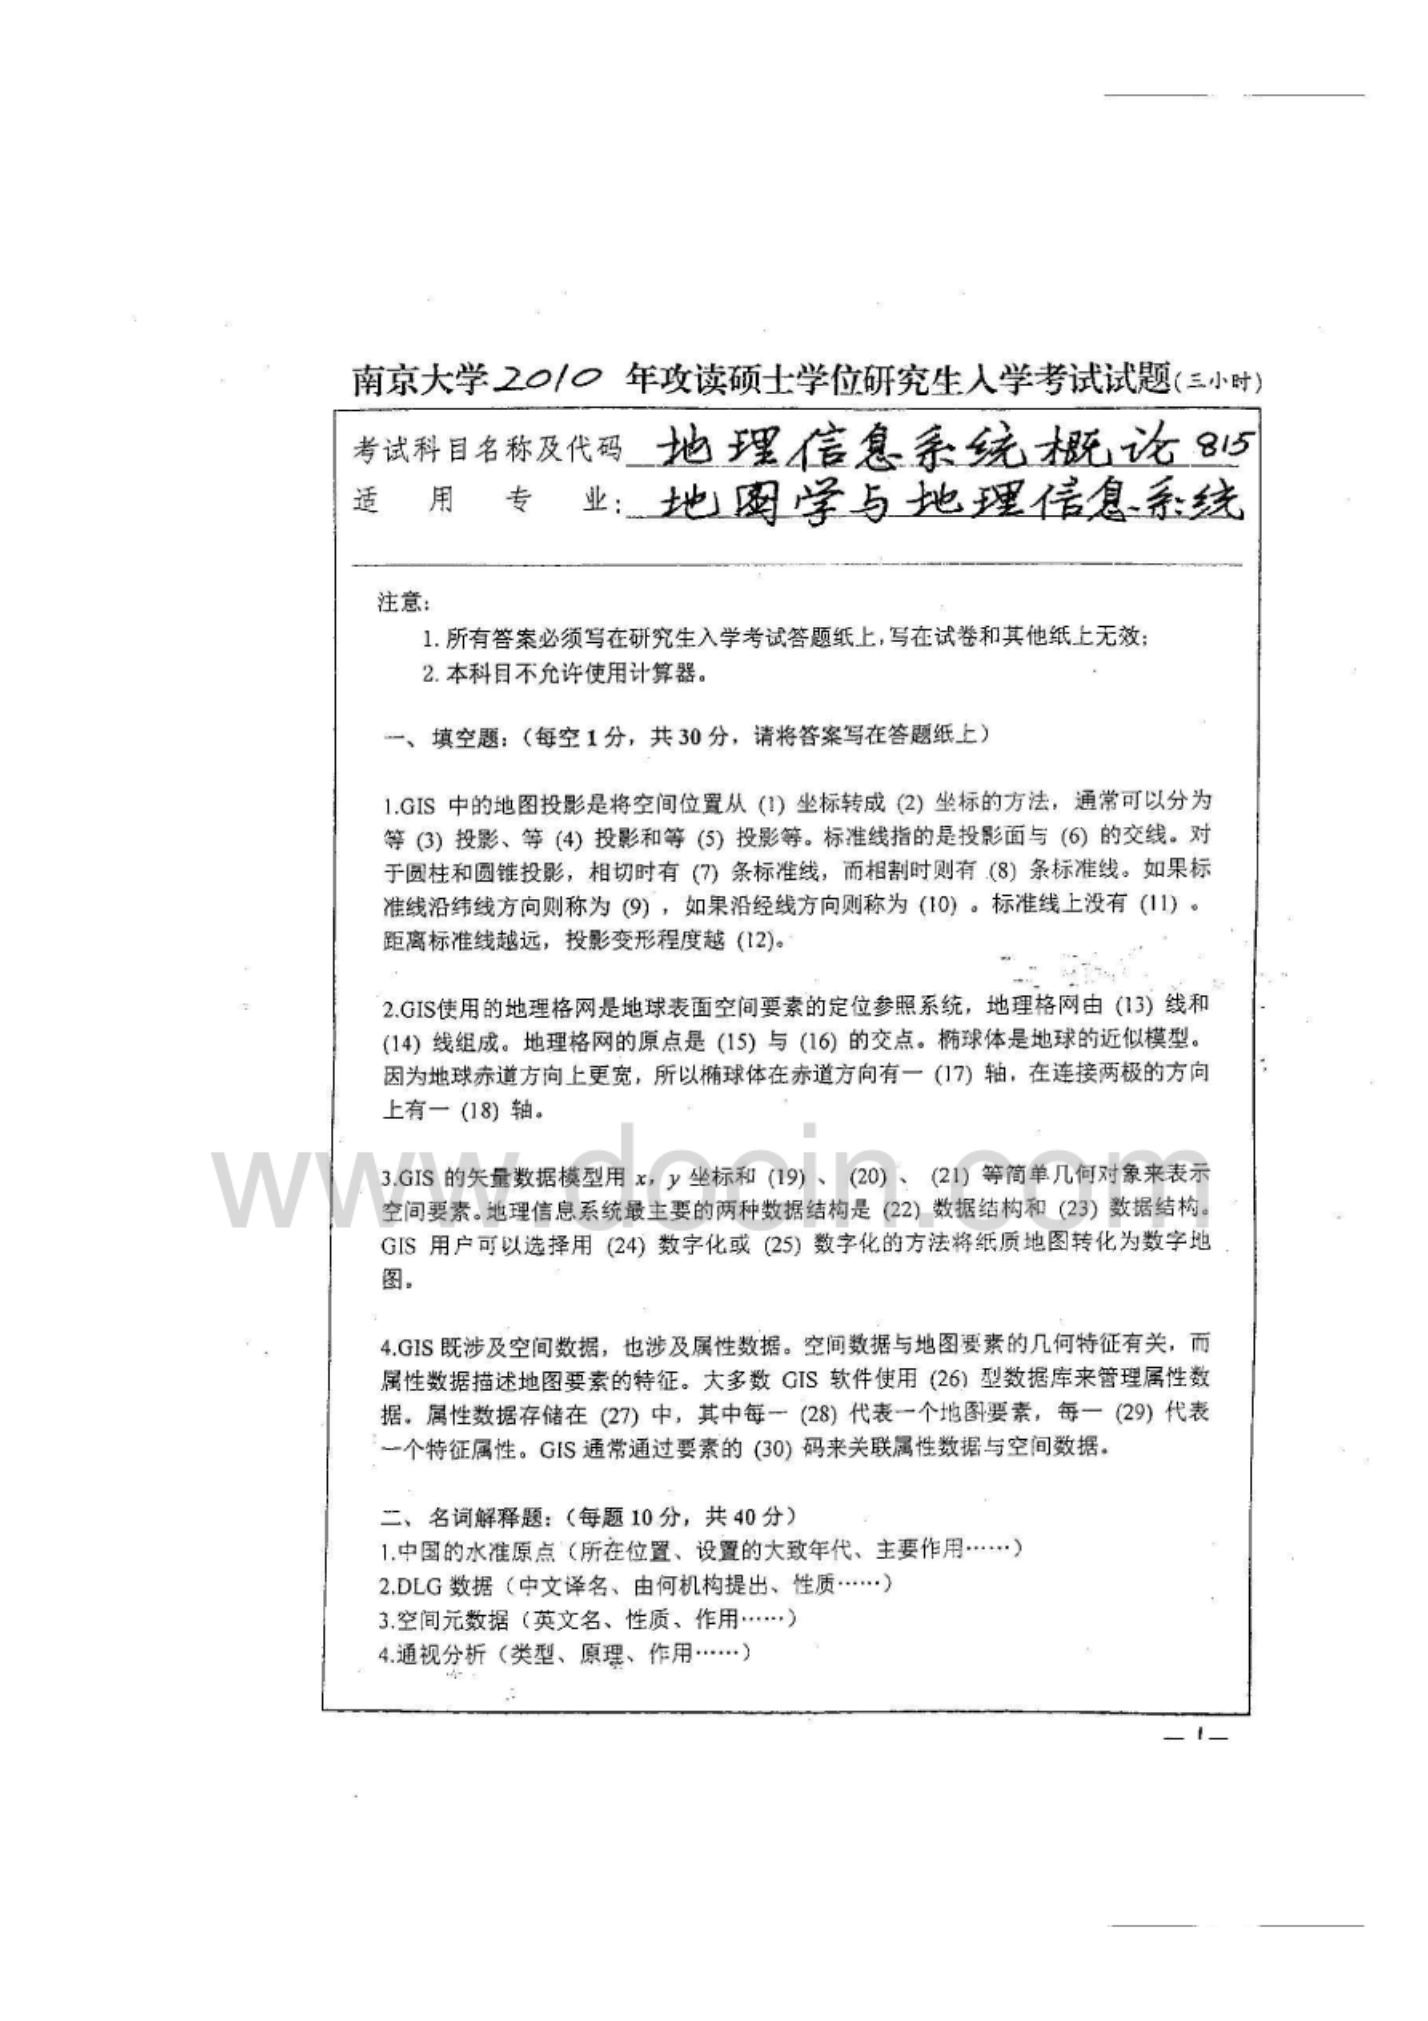 南京大学2010 年攻读硕士学位研究生入学考试试题(三小时)
考试科目名称及代码 地理信息系统概论 815
适用专业: 地图学与地理信息系统
注意:
1. 所有答案必须写在研究生入学考试答题纸上,写在试卷和其他纸上无效;
2. 本科目不允许使用计算器。
一、填空题:(每空1分,共30分,请将答案写在答题纸上)
1.GIS 中的地图投影是将空间位置从 (1) 坐标转成 (2) 坐标的方法,通常可以分为
等 (3) 投影、等 (4) 投影和等 (5) 投影等。标准线指的是投影面与 (6) 的交线。对
于圆柱和圆锥投影,相切时有 (7) 条标准线,而相割时则有 (8) 条标准线。如果标
准线沿纬线方向则称为 (9) ,如果沿经线方向则称为 (10) 。标准线上没有 (11) 。
距离标准线越远,投影变形程度越 (12)。
2.GIS使用的地理格网是地球表面空间要素的定位参照系统,地理格网由 (13) 线和
(14) 线组成。地理格网的原点是 (15) 与 (16) 的交点。椭球体是地球的近似模型。
因为地球赤道方向上更宽,所以椭球体在赤道方向有一 (17) 轴,在连接两极的方向
上有一 (18) 轴。
www.docin.com
3.GIS 的矢量数据模型用 x, y 坐标和 (19) 、 (20) 、 (21) 等简单几何对象来表示
空间要素。地理信息系统最主要的两种数据结构是 (22) 数据结构和 (23) 数据结构。
GIS 用户可以选择用 (24) 数字化或 (25) 数字化的方法将纸质地图转化为数字地
图。
4.GIS 既涉及空间数据,也涉及属性数据。空间数据与地图要素的几何特征有关,而
属性数据描述地图要素的特征。大多数 GIS 软件使用 (26) 型数据库来管理属性数
据。属性数据存储在 (27) 中,其中每一 (28) 代表一个地图要素,每一 (29) 代表
一个特征属性。GIS 通常通过要素的 (30) 码来关联属性数据与空间数据。
二、名词解释题:(每题10分,共40分)
1.中国的水准原点(所在位置、设置的大致年代、主要作用……)
2.DLG 数据(中文译名、由何机构提出、性质……)
3.空间元数据(英文名、性质、作用……)
4.通视分析(类型、原理、作用……)
— 1 —